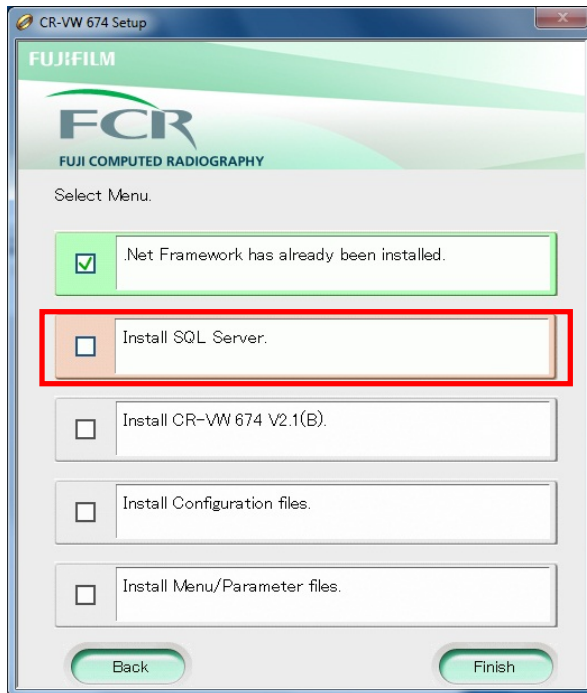 CR-VW 674 Setup
FUJIFILM
FCR
FUJI COMPUTED RADIOGRAPHY
Select Menu.
.Net Framework has already been installed.
Install SQL Server.
Install CR-VW 674 V2.1(B).
Install Configuration files.
Install Menu/Parameter files.
Back
Finish